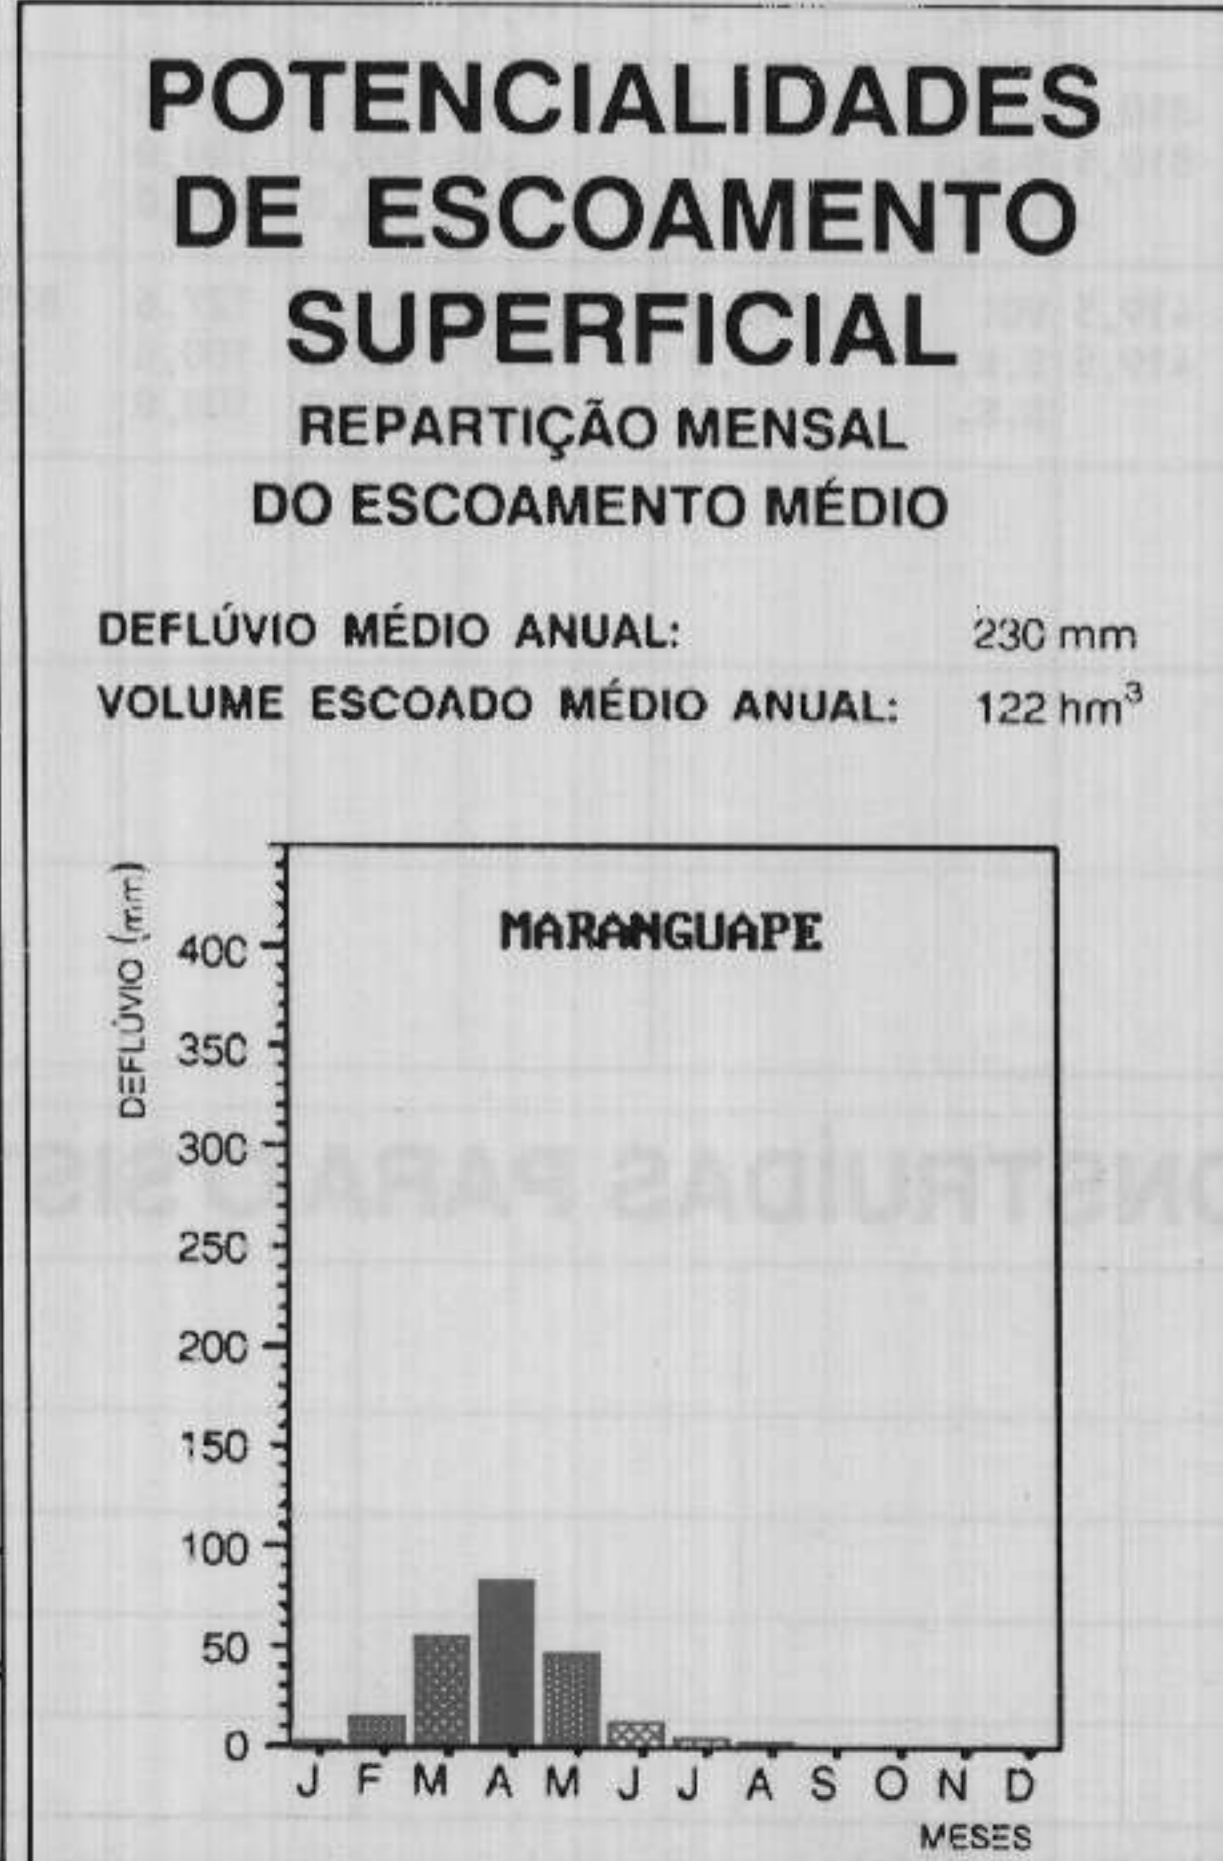 POTENCIALIDADES
DE ESCOAMENTO
SUPERFICIAL
REPARTIÇÃO MENSAL
DO ESCOAMENTO MÉDIO
DEFLÚVIO MÉDIO ANUAL: 230 mm
VOLUME ESCOADO MÉDIO ANUAL: 122 hm³
MARANGUAPE
DEFLÚVIO (mm)
400
350
300
250
200
150
100
50
0
J F M A M J J A S O N D
MESES